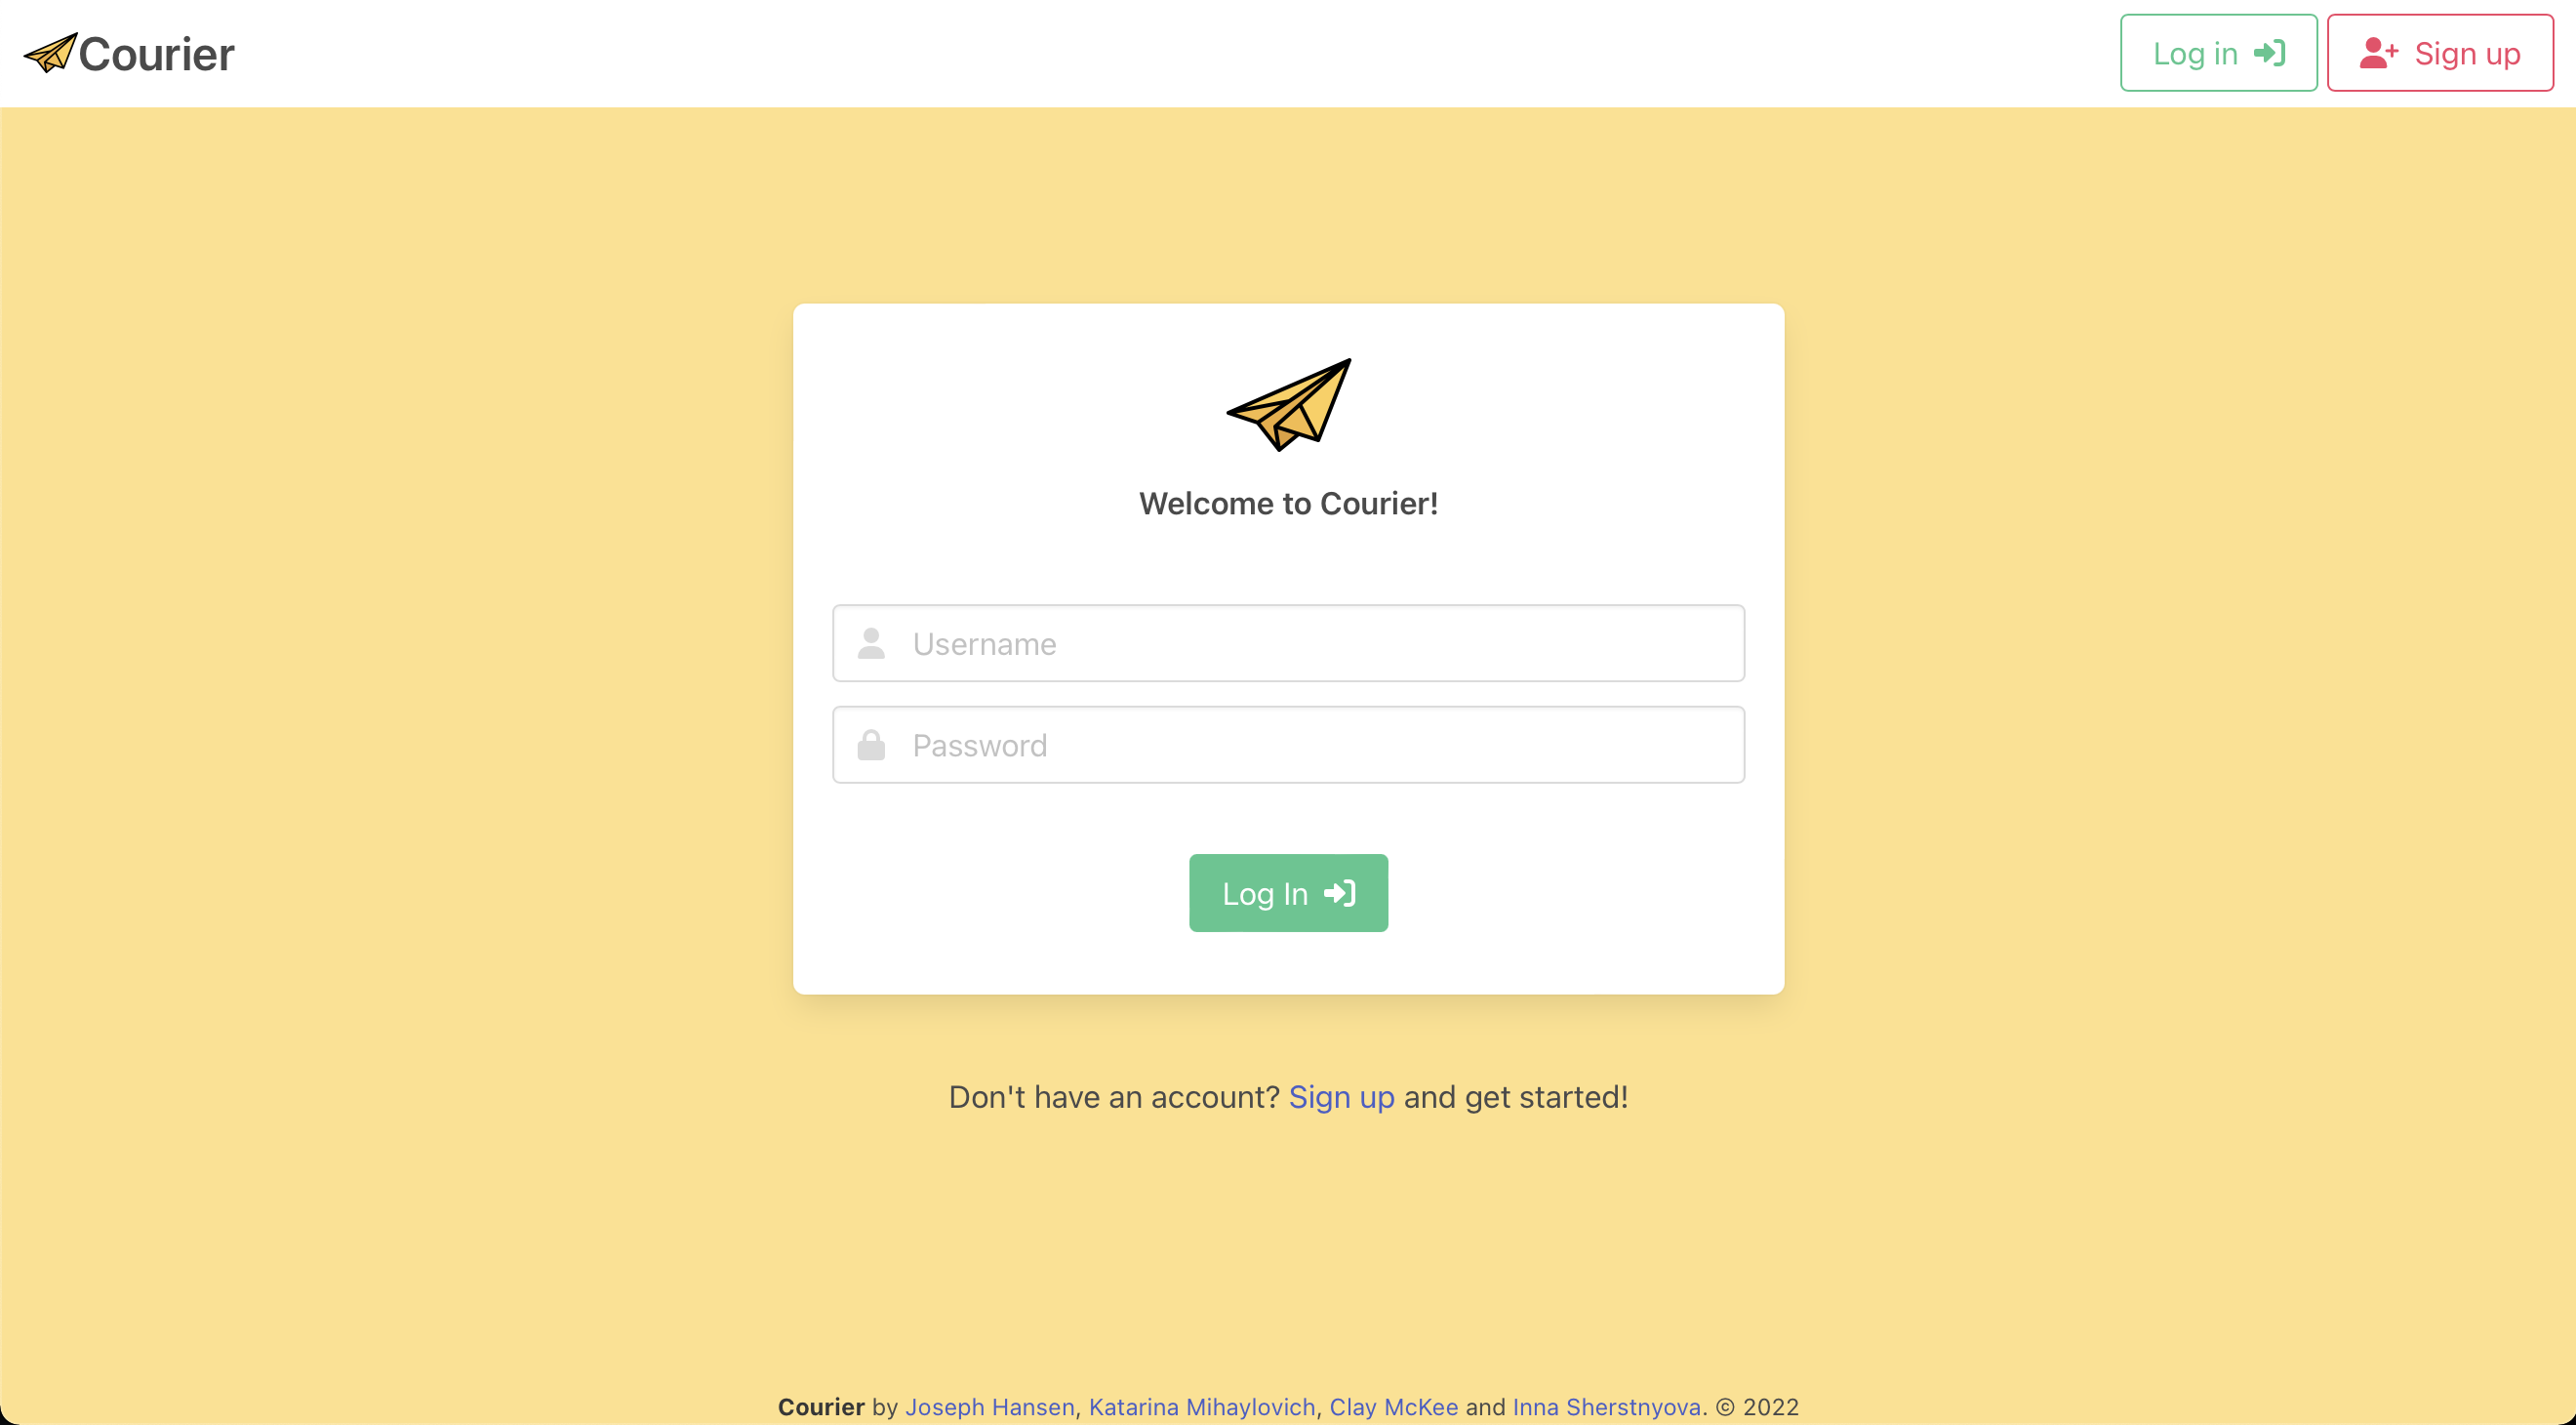 Courier
Log in
Sign up
Welcome to Courier!
Username
Password
Log In
Don't have an account? Sign up and get started!
Courier by Joseph Hansen, Katarina Mihaylovich, Clay McKee and Inna Sherstnyova. © 2022